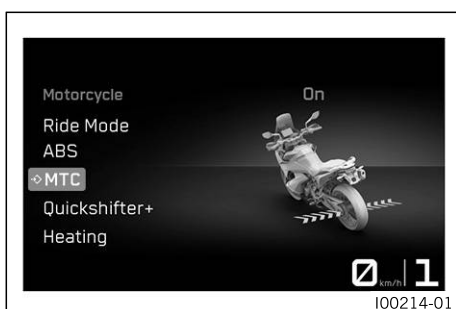 Motorcycle
On
Ride Mode
ABS
MTC
Quickshifter+
Heating
0 km/h 1
I00214-01